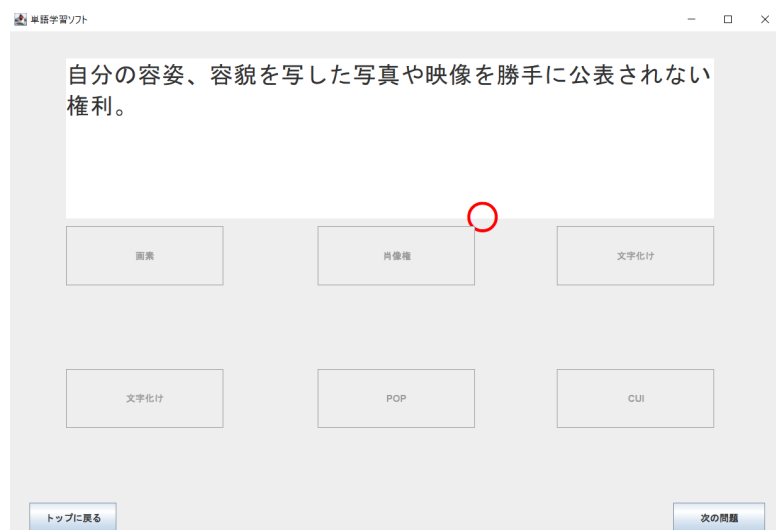 単語学習ソフト
自分の容姿、容貌を写した写真や映像を勝手に公表されない
権利。
画素
肖像権
文字化け
文字化け
POP
CUI
トップに戻る
次の問題